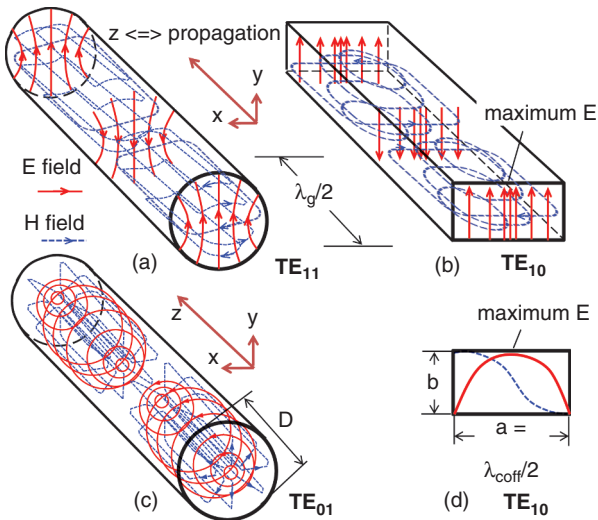 (a)
z <=> propagation
y
x
E field
H field
λg/2
(a)
TE11
(b)
maximum E
(b)
TE10
z
y
x
D
(c)
TE01
maximum E
b
a =
λcoff/2
(d)
TE10